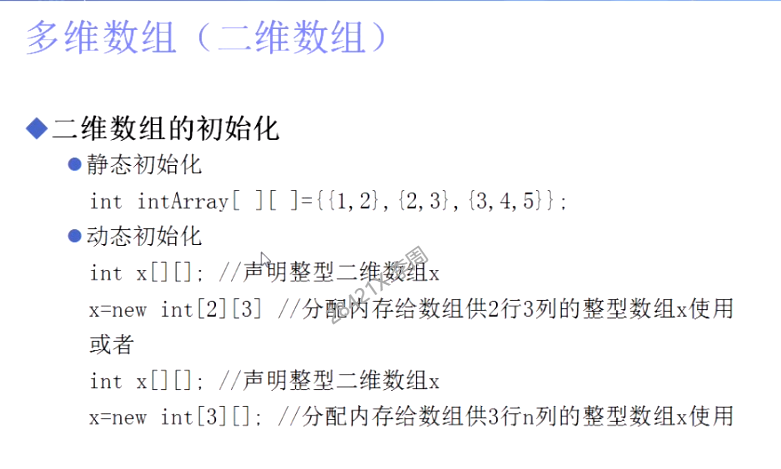 多维数组（二维数组）
◆二维数组的初始化
●静态初始化
int intArray[ ][ ]={{1,2},{2,3},{3,4,5}};
●动态初始化
int x[][]; //声明整型二维数组x
x=new int[2][3] //分配内存给数组供2行3列的整型数组x使用
或者
int x[][]; //声明整型二维数组x
x=new int[3][]; //分配内存给数组供3行n列的整型数组x使用